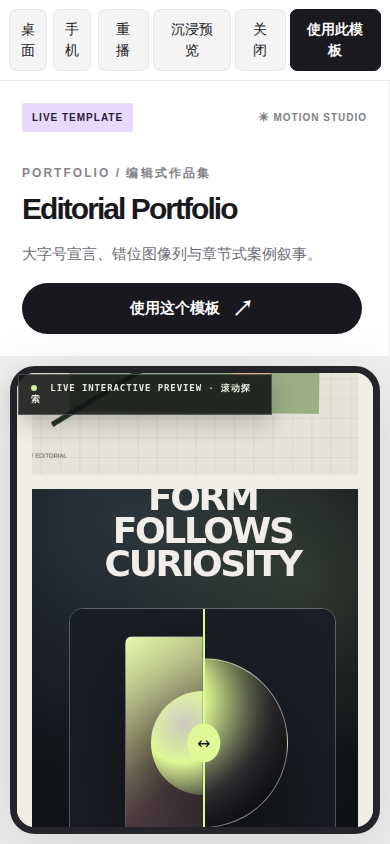 桌面
手机
重播
沉浸预览
关闭
使用此模板
LIVE TEMPLATE
✷ MOTION STUDIO
PORTFOLIO / 编辑式作品集
Editorial Portfolio
大字号宣言、错位图像列与章节式案例叙事。
使用这个模板 ↗
LIVE INTERACTIVE PREVIEW · 滚动探
索
/ EDITORIAL
FORM
FOLLOWS
CURIOSITY
↔